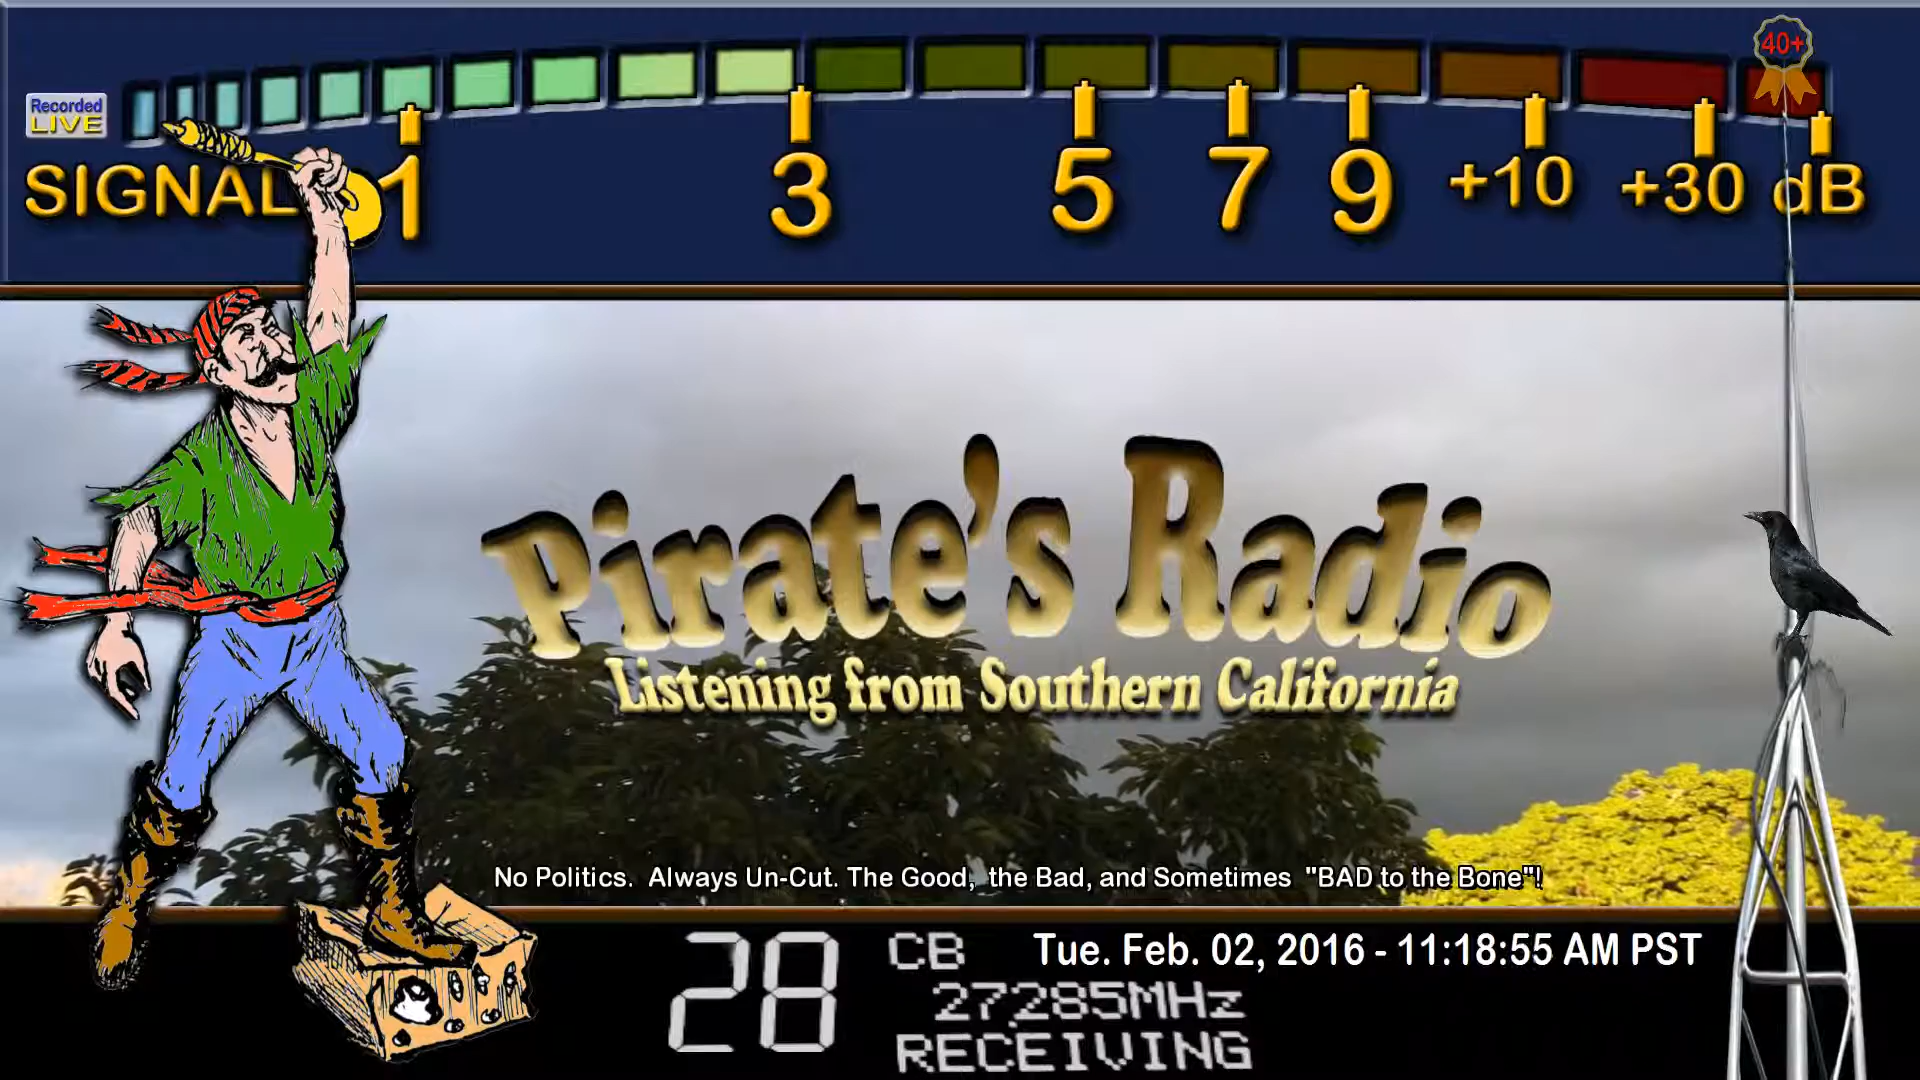 40+
Recorded
LIVE
SIGNAL 1 3 5 7 9 +10 +30 dB
Pirate's Radio
Listening from Southern California
No Politics. Always Un-Cut. The Good, the Bad, and Sometimes "BAD to the Bone"!
28 CB Tue. Feb. 02, 2016 - 11:18:55 AM PST
27.285MHz
RECEIVING